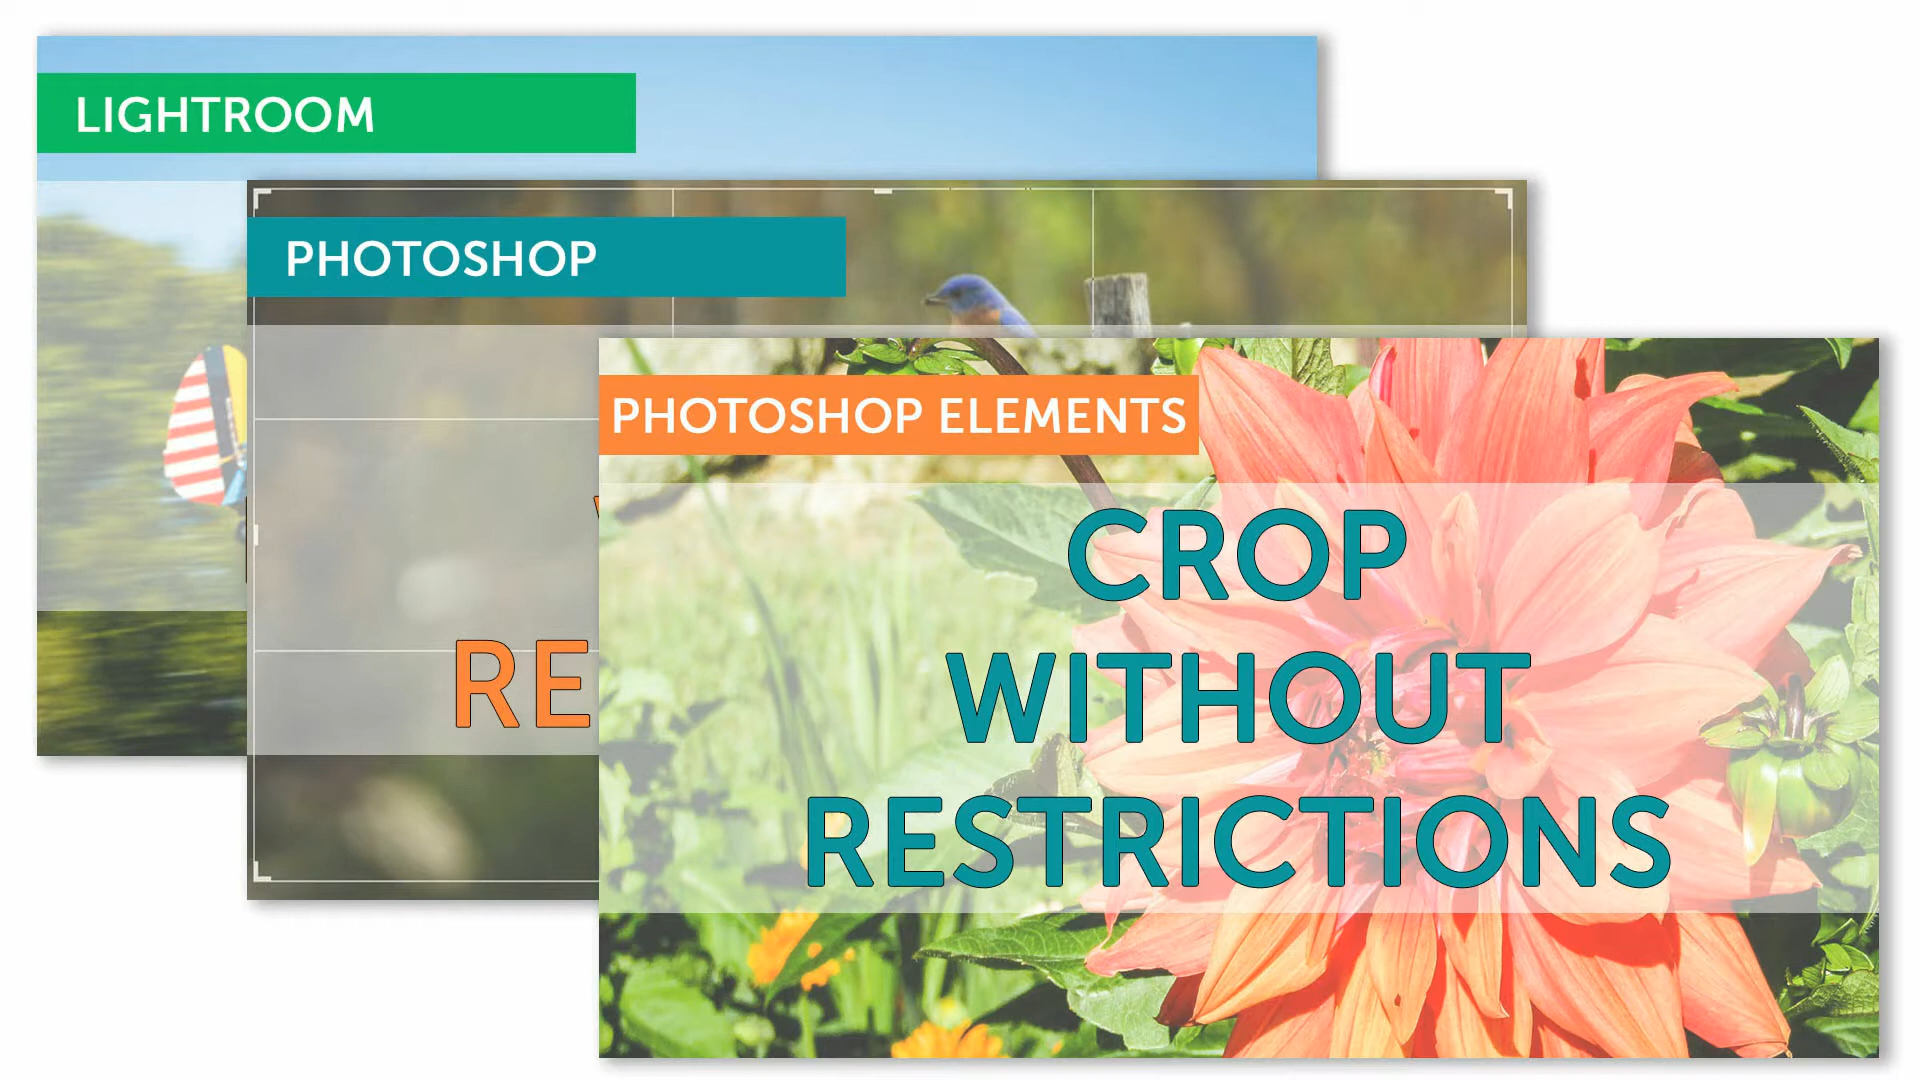 LIGHTROOM
PHOTOSHOP
PHOTOSHOP ELEMENTS
CROP
WITHOUT
RE
RESTRICTIONS